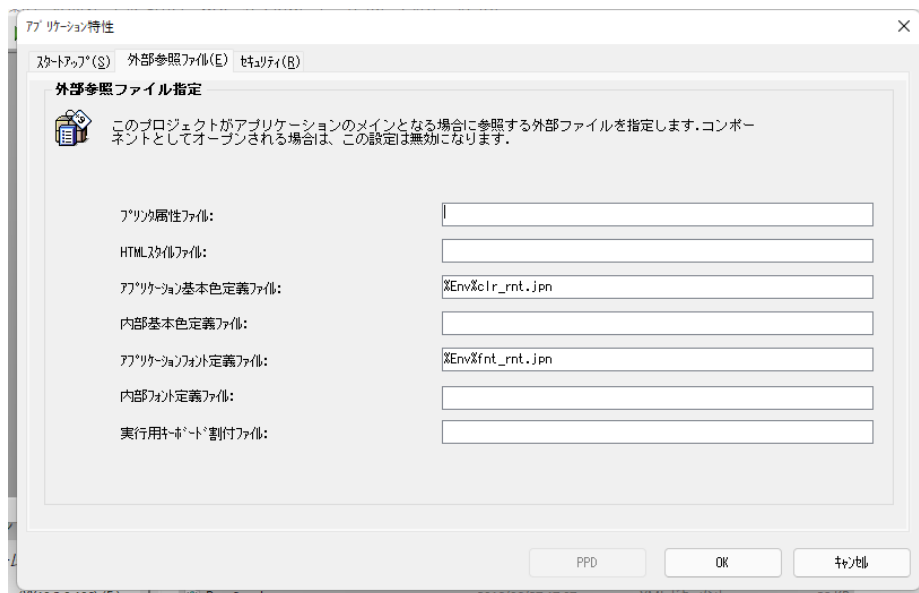 アプリケーション特性
スタートアップ(S) 外部参照ファイル(E) セキュリティ(R)
外部参照ファイル指定
このプロジェクトがアプリケーションのメインとなる場合に参照する外部ファイルを指定します.コンポー
ネントとしてオープンされる場合は、この設定は無効になります.
プリンタ属性ファイル:
HTMLスタイルファイル:
アプリケーション基本色定義ファイル: %Env%clr_rnt.jpn
内部基本色定義ファイル:
アプリケーションフォント定義ファイル: %Env%fnt_rnt.jpn
内部フォント定義ファイル:
実行用キーボード割付ファイル:
PPD OK キャンセル